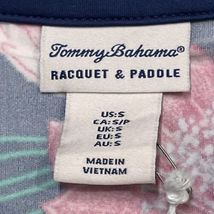 Tommy Bahama®
RACQUET & PADDLE
US:S
CA: S/P
UK:S
EU:S
AU:S
MADE IN
VIETNAM